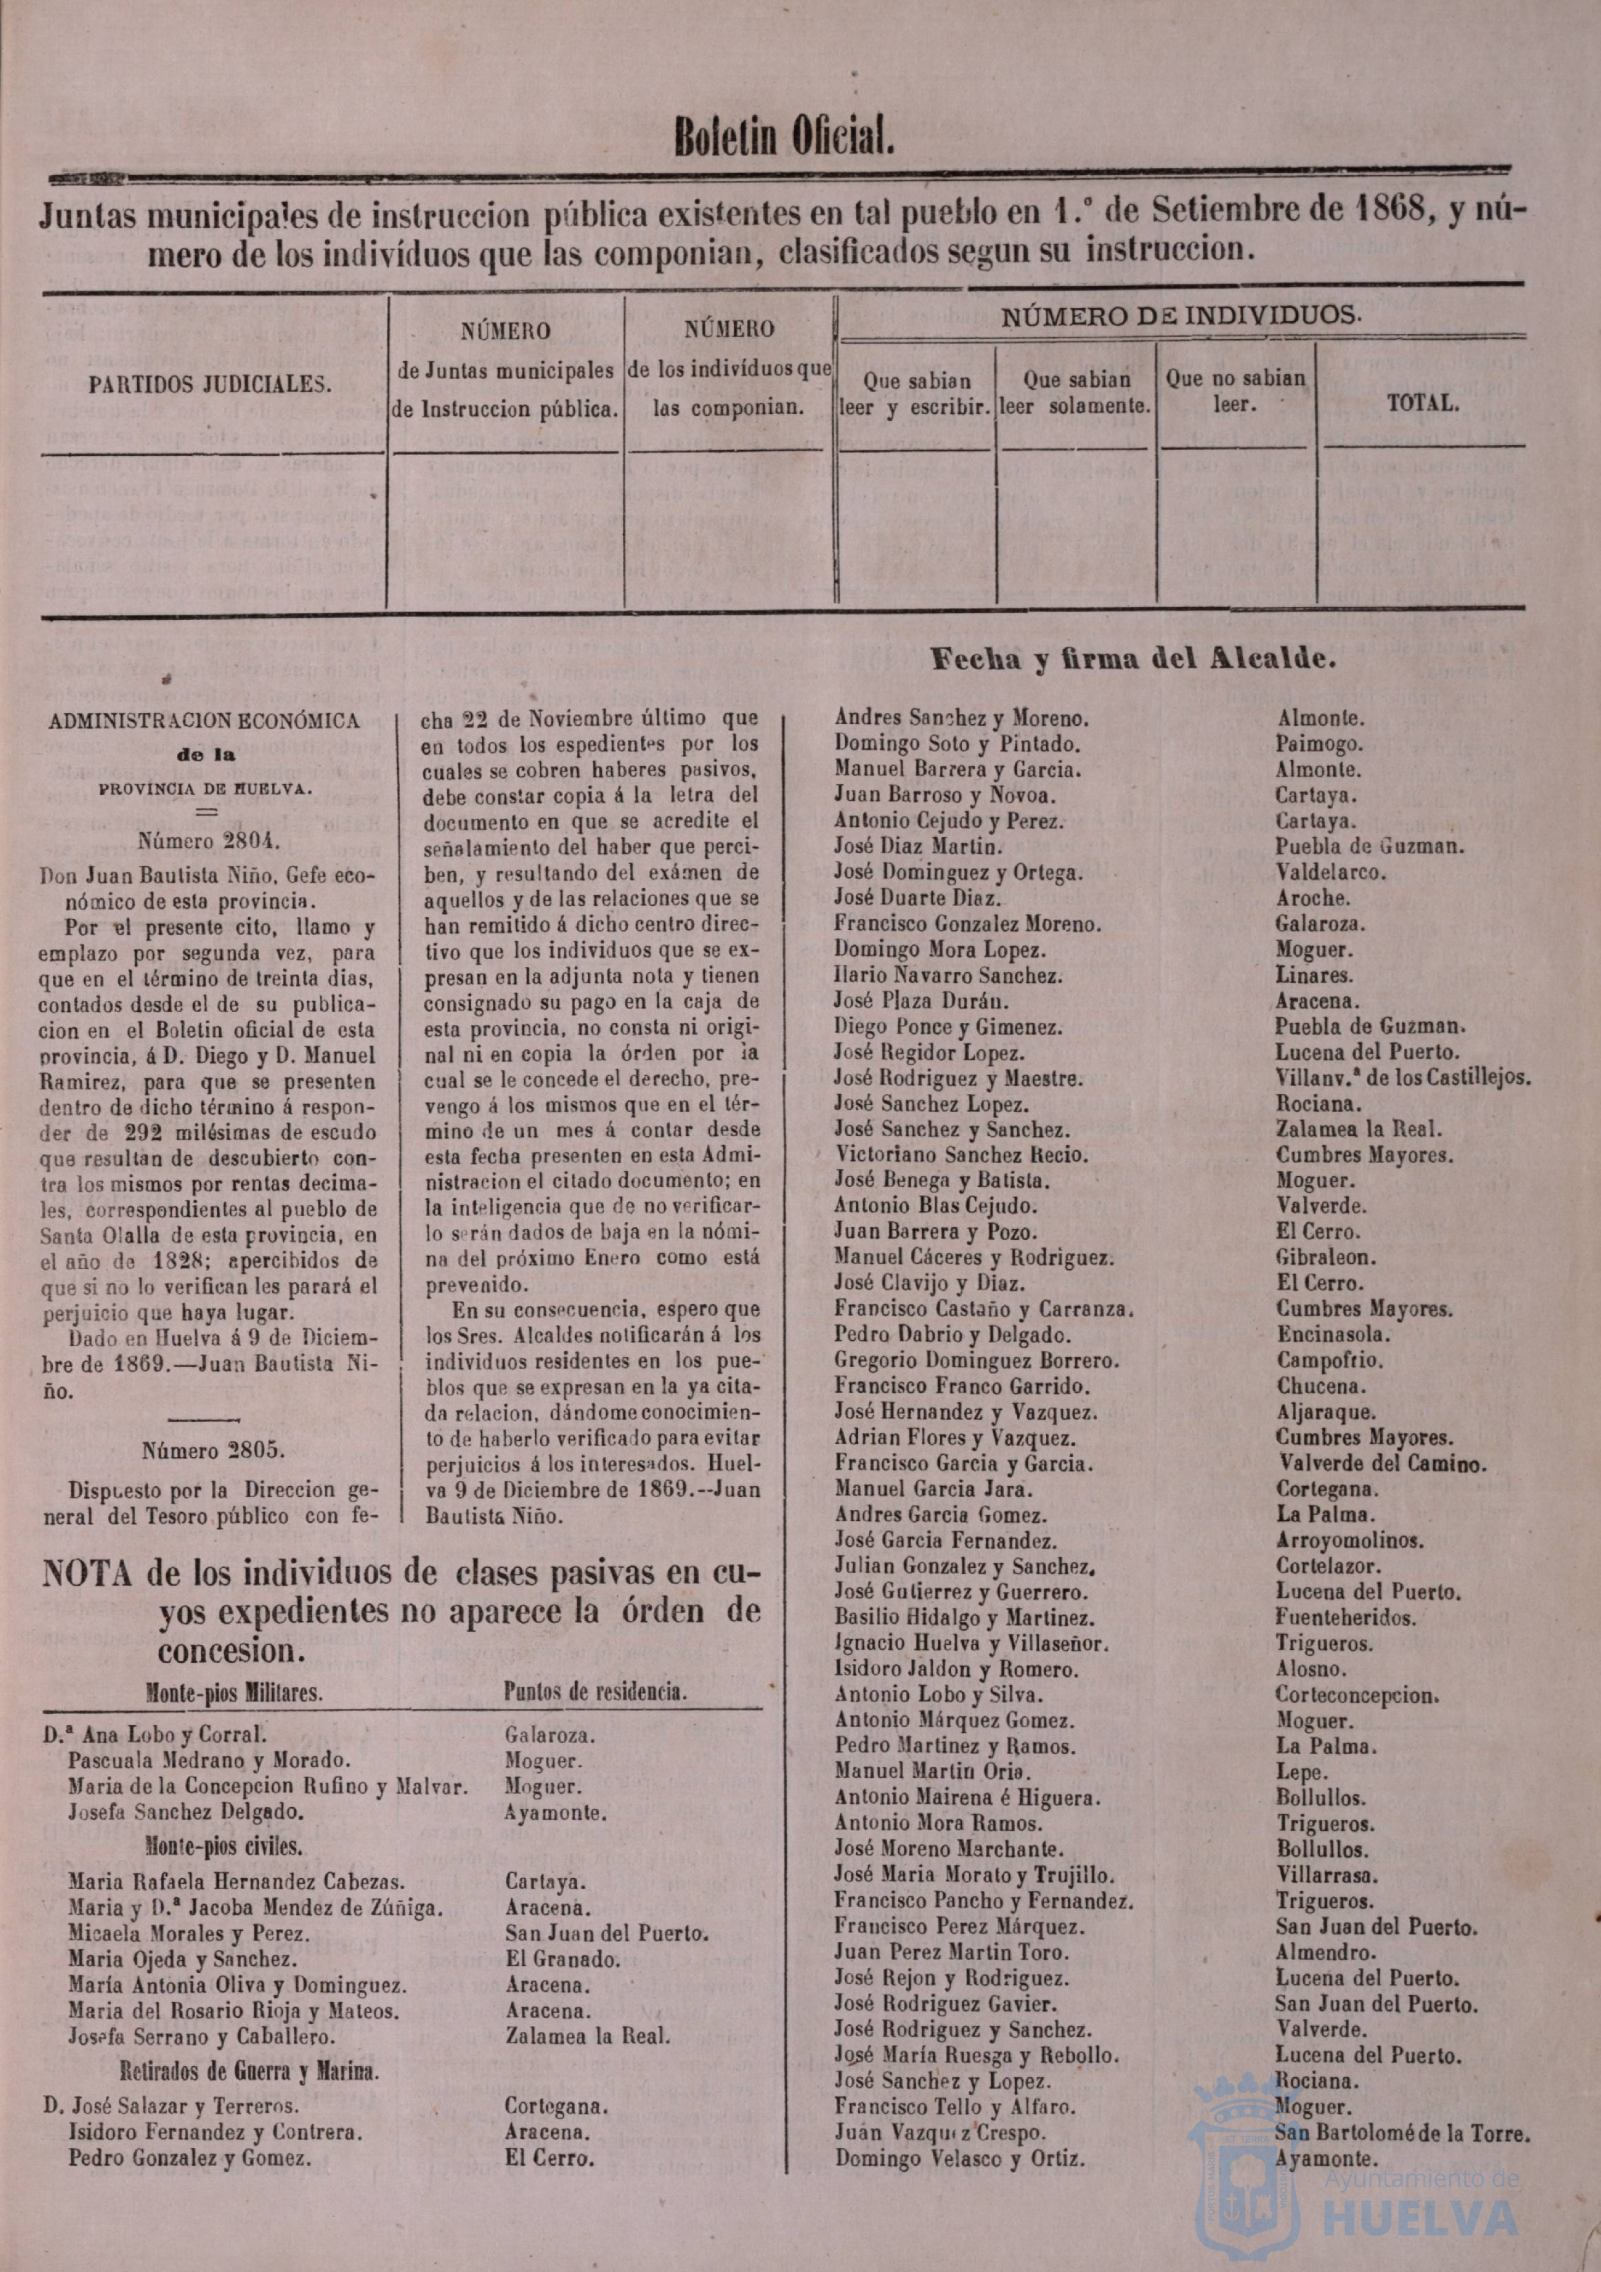 Boletin Oficial.
Juntas municipales de instruccion pública existentes en tal pueblo en 1.º de Setiembre de 1868, y nú-
mero de los indivíduos que las componian, clasificados segun su instruccion.
PARTIDOS JUDICIALES.
NÚMERO
de Juntas municipales
de Instruccion pública.
NÚMERO
de los indivíduos que
las componian.
NÚMERO DE INDIVIDUOS.
Que sabian
leer y escribir.
Que sabian
leer solamente.
Que no sabian
leer.
TOTAL.
Fecha y firma del Alcalde.
ADMINISTRACION ECONÓMICA
de la
PROVINCIA DE HUELVA.
Número 2804.
Don Juan Bautista Niño, Gefe eco-
nómico de esta provincia.
Por el presente cito, llamo y
emplazo por segunda vez, para
que en el término de treinta dias,
contados desde el de su publica-
cion en el Boletin oficial de esta
provincia, á D. Diego y D. Manuel
Ramirez, para que se presenten
dentro de dicho término á respon-
der de 292 milésimas de escudo
que resultan de descubierto con-
tra los mismos por rentas decima-
les, correspondientes al pueblo de
Santa Olalla de esta provincia, en
el año de 1828; apercibidos de
que si no lo verifican les parará el
perjuicio que haya lugar.
Dado en Huelva á 9 de Diciem-
bre de 1869.—Juan Bautista Ni-
ño.
Número 2805.
Dispuesto por la Direccion ge-
neral del Tesoro público con fe-
cha 22 de Noviembre último que
en todos los espedientes por los
cuales se cobren haberes pasivos,
debe constar copia á la letra del
documento en que se acredite el
señalamiento del haber que perci-
ben, y resultando del exámen de
aquellos y de las relaciones que se
han remitido á dicho centro direc-
tivo que los individuos que se ex-
presan en la adjunta nota y tienen
consignado su pago en la caja de
esta provincia, no consta ni origi-
nal ni en copia la órden por la
cual se le concede el derecho, pre-
vengo á los mismos que en el tér-
mino de un mes á contar desde
esta fecha presenten en esta Admi-
nistracion el citado documento; en
la inteligencia que de no verificar-
lo serán dados de baja en la nómi-
na del próximo Enero como está
prevenido.
En su consecuencia, espero que
los Sres. Alcaldes notificarán á los
individuos residentes en los pue-
blos que se expresan en la ya cita-
da relacion, dándome conocimien-
to de haberlo verificado para evitar
perjuicios á los interesados. Huel-
va 9 de Diciembre de 1869.--Juan
Bautista Niño.
NOTA de los individuos de clases pasivas en cu-
yos expedientes no aparece la órden de
concesion.
Monte-pios Militares. Puntos de residencia.
D.ª Ana Lobo y Corral. Galaroza.
Pascuala Medrano y Morado. Moguer.
Maria de la Concepcion Rufino y Malvar. Moguer.
Josefa Sanchez Delgado. Ayamonte.
Monte-pios civiles.
Maria Rafaela Hernandez Cabezas. Cartaya.
Maria y D.ª Jacoba Mendez de Zúñiga. Aracena.
Micaela Morales y Perez. San Juan del Puerto.
Maria Ojeda y Sanchez. El Granado.
María Antonia Oliva y Dominguez. Aracena.
Maria del Rosario Rioja y Mateos. Aracena.
Josefa Serrano y Caballero. Zalamea la Real.
Retirados de Guerra y Marina.
D. José Salazar y Terreros. Cortegana.
Isidoro Fernandez y Contrera. Aracena.
Pedro Gonzalez y Gomez. El Cerro.
Andres Sanchez y Moreno. Almonte.
Domingo Soto y Pintado. Paimogo.
Manuel Barrera y Garcia. Almonte.
Juan Barroso y Novoa. Cartaya.
Antonio Cejudo y Perez. Cartaya.
José Diaz Martin. Puebla de Guzman.
José Dominguez y Ortega. Valdelarco.
José Duarte Diaz. Aroche.
Francisco Gonzalez Moreno. Galaroza.
Domingo Mora Lopez. Moguer.
Ilario Navarro Sanchez. Linares.
José Plaza Durán. Aracena.
Diego Ponce y Gimenez. Puebla de Guzman.
José Regidor Lopez. Lucena del Puerto.
José Rodriguez y Maestre. Villanv.ª de los Castillejos.
José Sanchez Lopez. Rociana.
José Sanchez y Sanchez. Zalamea la Real.
Victoriano Sanchez Recio. Cumbres Mayores.
José Benega y Batista. Moguer.
Antonio Blas Cejudo. Valverde.
Juan Barrera y Pozo. El Cerro.
Manuel Cáceres y Rodriguez. Gibraleon.
José Clavijo y Diaz. El Cerro.
Francisco Castaño y Carranza. Cumbres Mayores.
Pedro Dabrio y Delgado. Encinasola.
Gregorio Dominguez Borrero. Campofrio.
Francisco Franco Garrido. Chucena.
José Hernandez y Vazquez. Aljaraque.
Adrian Flores y Vazquez. Cumbres Mayores.
Francisco Garcia y Garcia. Valverde del Camino.
Manuel Garcia Jara. Cortegana.
Andres Garcia Gomez. La Palma.
José Garcia Fernandez. Arroyomolinos.
Julian Gonzalez y Sanchez, Cortelazor.
José Gutierrez y Guerrero. Lucena del Puerto.
Basilio Hidalgo y Martinez. Fuenteheridos.
Ignacio Huelva y Villaseñor. Trigueros.
Isidoro Jaldon y Romero. Alosno.
Antonio Lobo y Silva. Corteconcepcion.
Antonio Márquez Gomez. Moguer.
Pedro Martinez y Ramos. La Palma.
Manuel Martin Oria. Lepe.
Antonio Mairena é Higuera. Bollullos.
Antonio Mora Ramos. Trigueros.
José Moreno Marchante. Bollullos.
José Maria Morato y Trujillo. Villarrasa.
Francisco Pancho y Fernandez. Trigueros.
Francisco Perez Márquez. San Juan del Puerto.
Juan Perez Martin Toro. Almendro.
José Rejon y Rodriguez. Lucena del Puerto.
José Rodriguez Gavier. San Juan del Puerto.
José Rodriguez y Sanchez. Valverde.
José María Ruesga y Rebollo. Lucena del Puerto.
José Sanchez y Lopez. Rociana.
Francisco Tello y Alfaro. Moguer.
Juan Vazquez Crespo. San Bartolomé de la Torre.
Domingo Velasco y Ortiz. Ayamonte.
Ayuntamiento de
HUELVA